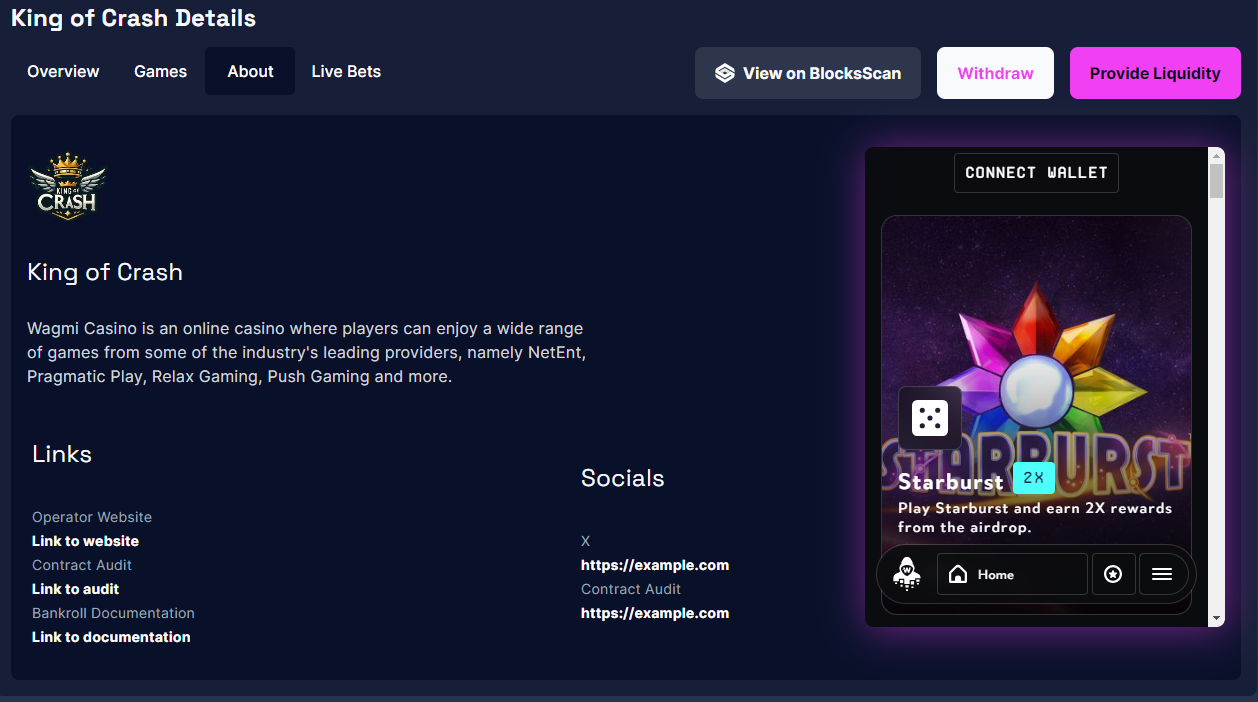 King of Crash Details
Overview
Games
About
Live Bets
View on BlocksScan
Withdraw
Provide Liquidity
KING OF
CRASH
King of Crash
Wagmi Casino is an online casino where players can enjoy a wide range
of games from some of the industry's leading providers, namely NetEnt,
Pragmatic Play, Relax Gaming, Push Gaming and more.
Links
Operator Website
Link to website
Contract Audit
Link to audit
Bankroll Documentation
Link to documentation
Socials
X
https://example.com
Contract Audit
https://example.com
CONNECT WALLET
STARBURST
Starburst
2X
Play Starburst and earn 2X rewards
from the airdrop.
W
Home